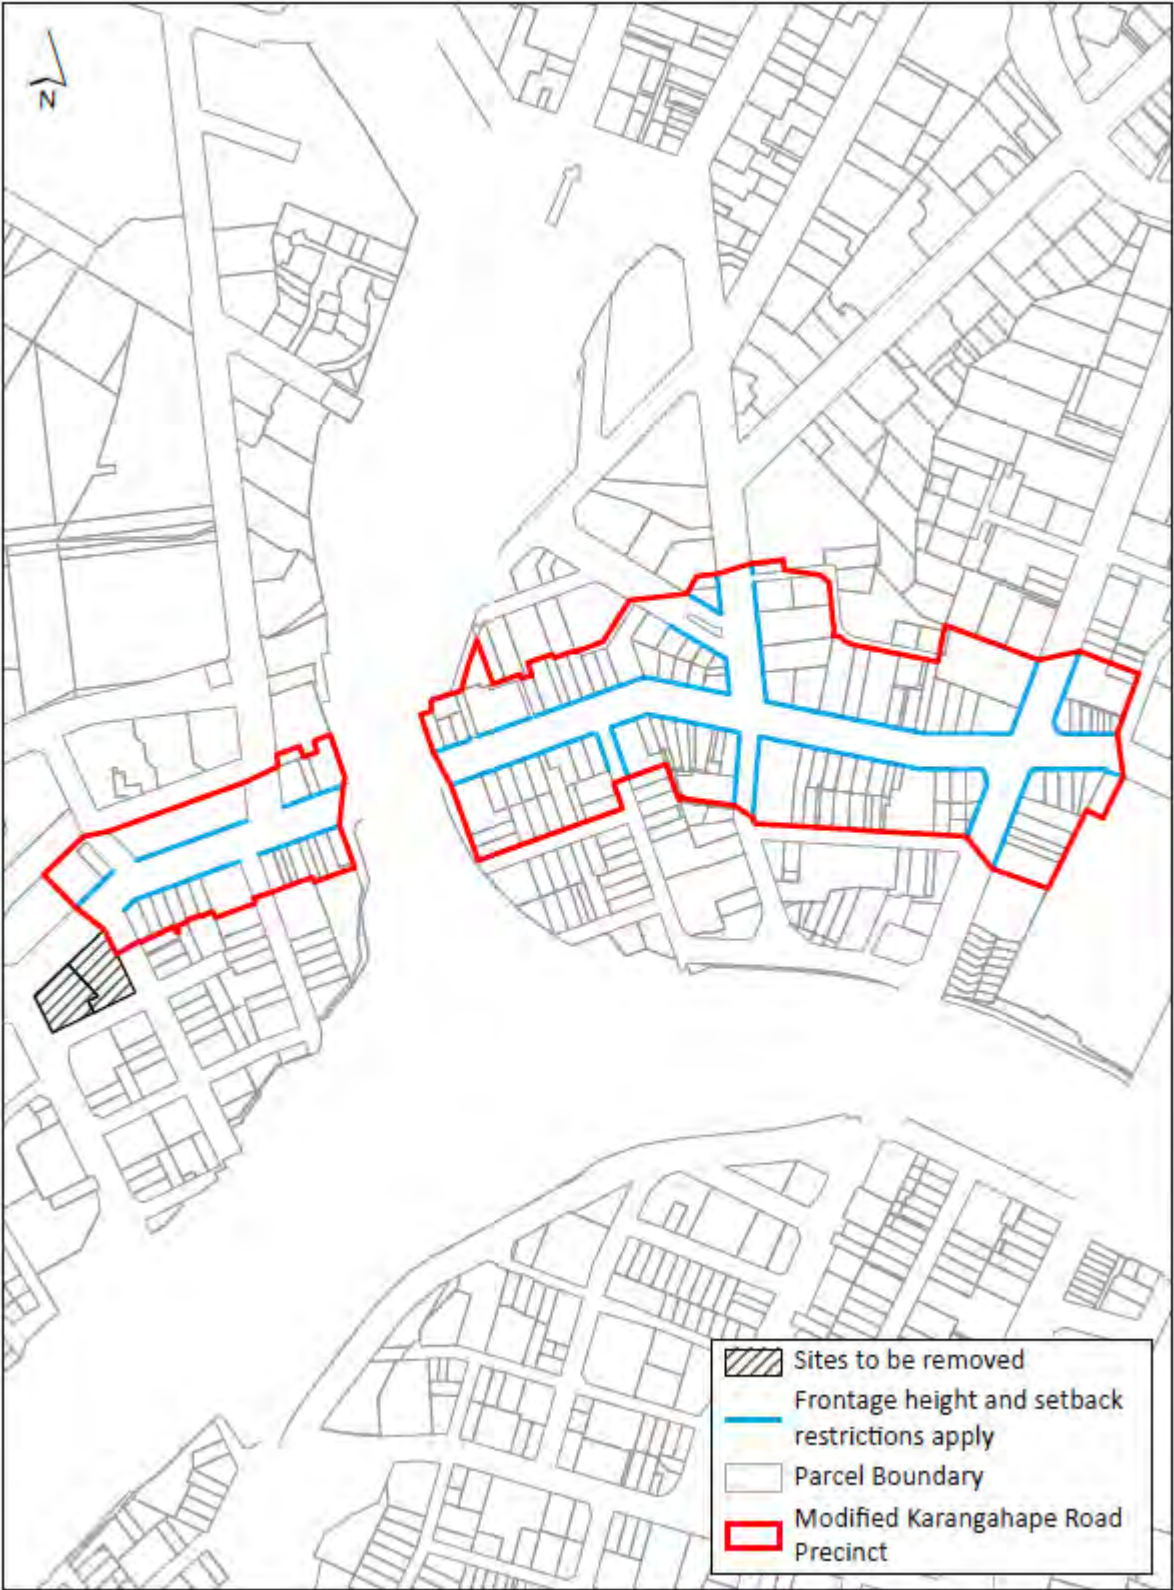 N
Sites to be removed
Frontage height and setback
restrictions apply
Parcel Boundary
Modified Karangahape Road
Precinct